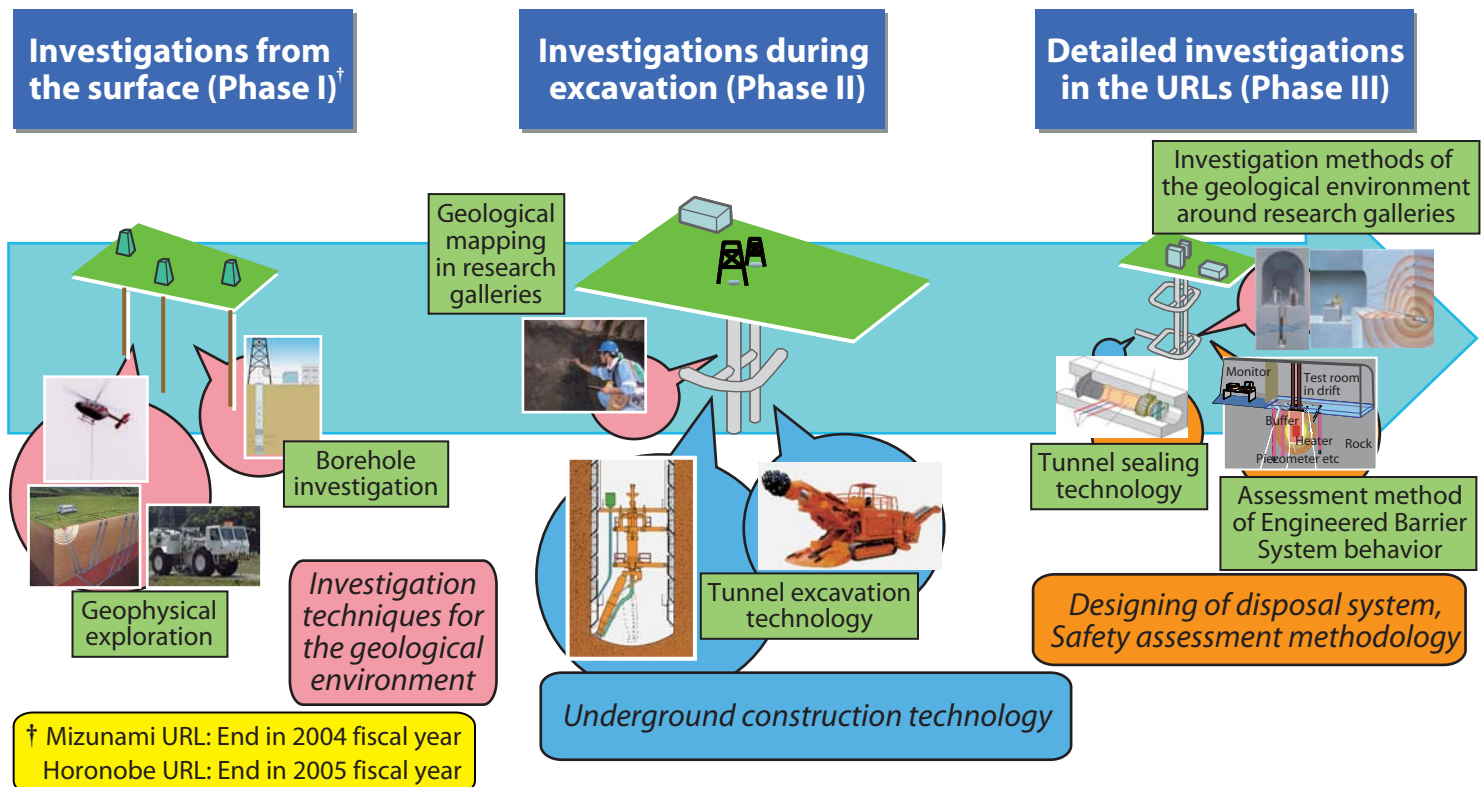 Investigations from
the surface (Phase I)†
Investigations during
excavation (Phase II)
Detailed investigations
in the URLs (Phase III)
Geological
mapping
in research
galleries
Investigation methods of
the geological environment
around research galleries
Borehole
investigation
Geophysical
exploration
Investigation
techniques for
the geological
environment
Tunnel excavation
technology
Underground construction technology
Tunnel sealing
technology
Monitor
Test room
in drift
Buffer
Heater
Rock
Piezometer etc
Assessment method
of Engineered Barrier
System behavior
Designing of disposal system,
Safety assessment methodology
† Mizunami URL: End in 2004 fiscal year
Horonobe URL: End in 2005 fiscal year